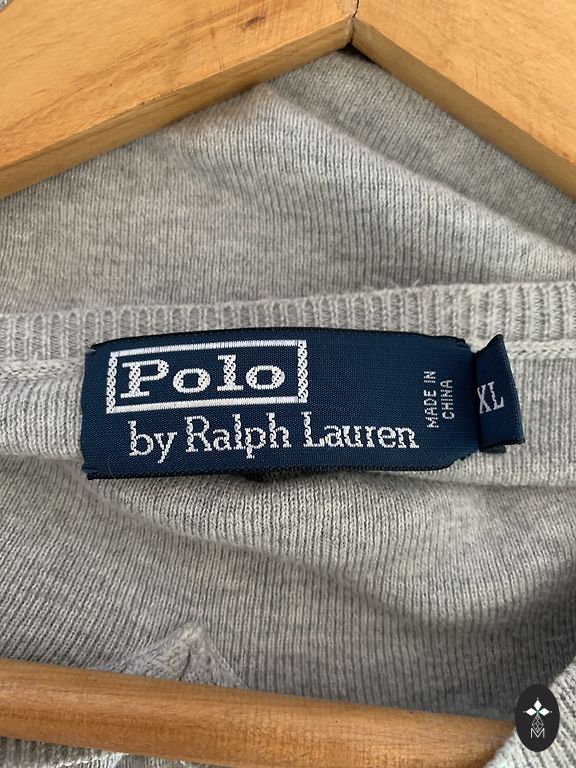 Polo
by Ralph Lauren
MADE IN
CHINA
XL
M